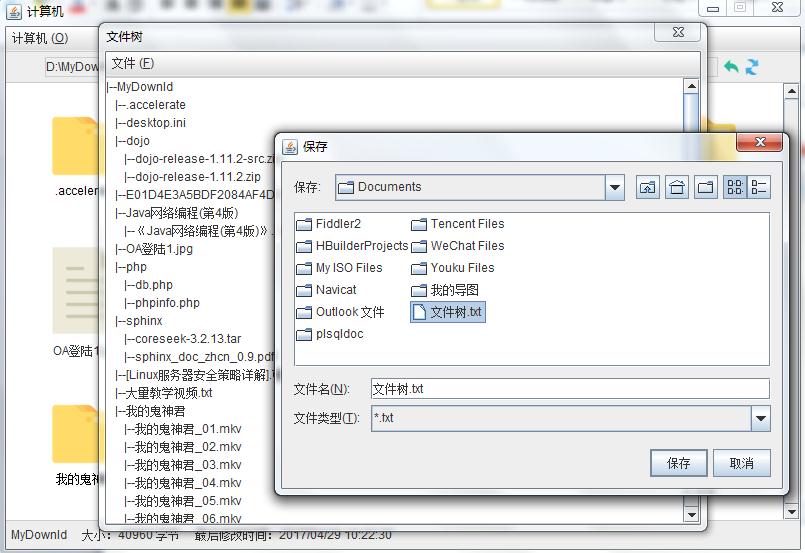 计算机
计算机 (O)
D:\MyDow
.acceler
OA登陆1
我的鬼神
文件树
文件 (F)
|--MyDownId
|--.accelerate
|--desktop.ini
|--dojo
|--dojo-release-1.11.2-src.zi
|--dojo-release-1.11.2.zip
|--E01D4E3A5BDF2084AF4D
|--Java网络编程(第4版)
|--《Java网络编程(第4版)》.
|--OA登陆1.jpg
|--php
|--db.php
|--phpinfo.php
|--sphinx
|--coreseek-3.2.13.tar
|--sphinx_doc_zhcn_0.9.pdf
|--[Linux服务器安全策略详解].
|--大量教学视频.txt
|--我的鬼神君
|--我的鬼神君_01.mkv
|--我的鬼神君_02.mkv
|--我的鬼神君_03.mkv
|--我的鬼神君_04.mkv
|--我的鬼神君_05.mkv
|--我的鬼神君_06.mkv
保存
保存: Documents
Fiddler2 Tencent Files
HBuilderProjects WeChat Files
My ISO Files Youku Files
Navicat 我的导图
Outlook 文件 文件树.txt
plsqldoc
文件名(N): 文件树.txt
文件类型(T): *.fxt
保存 取消
MyDownId 大小: 40960 字节 最后修改时间: 2017/04/29 10:22:30